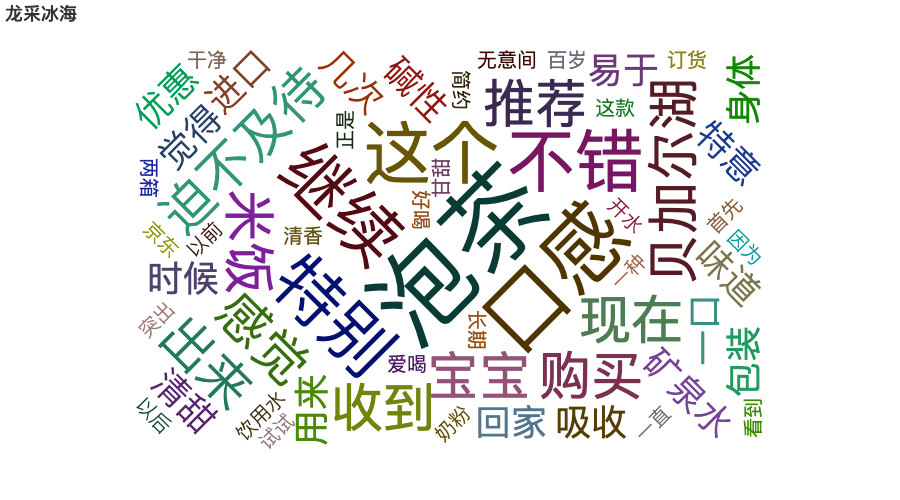 龙采冰海
干净
无意间
百岁
易于
订货
优惠
进口
几次
碱性
简约
推荐
这款
贝加尔湖
身体
觉得
迫不及待
正是
这个
不错
特意
两箱
米饭
继续
甘甜
好喝
泡茶
口感
开水
首先
因为
京东
以前
清香
一样
味道
时候
特别
突出
出来
感觉
长期
现在
一口
爱喝
宝宝
购买
矿泉水
包装
清甜
以后
饮用水
试试
用来
收到
奶粉
回家
吸收
一直
看到